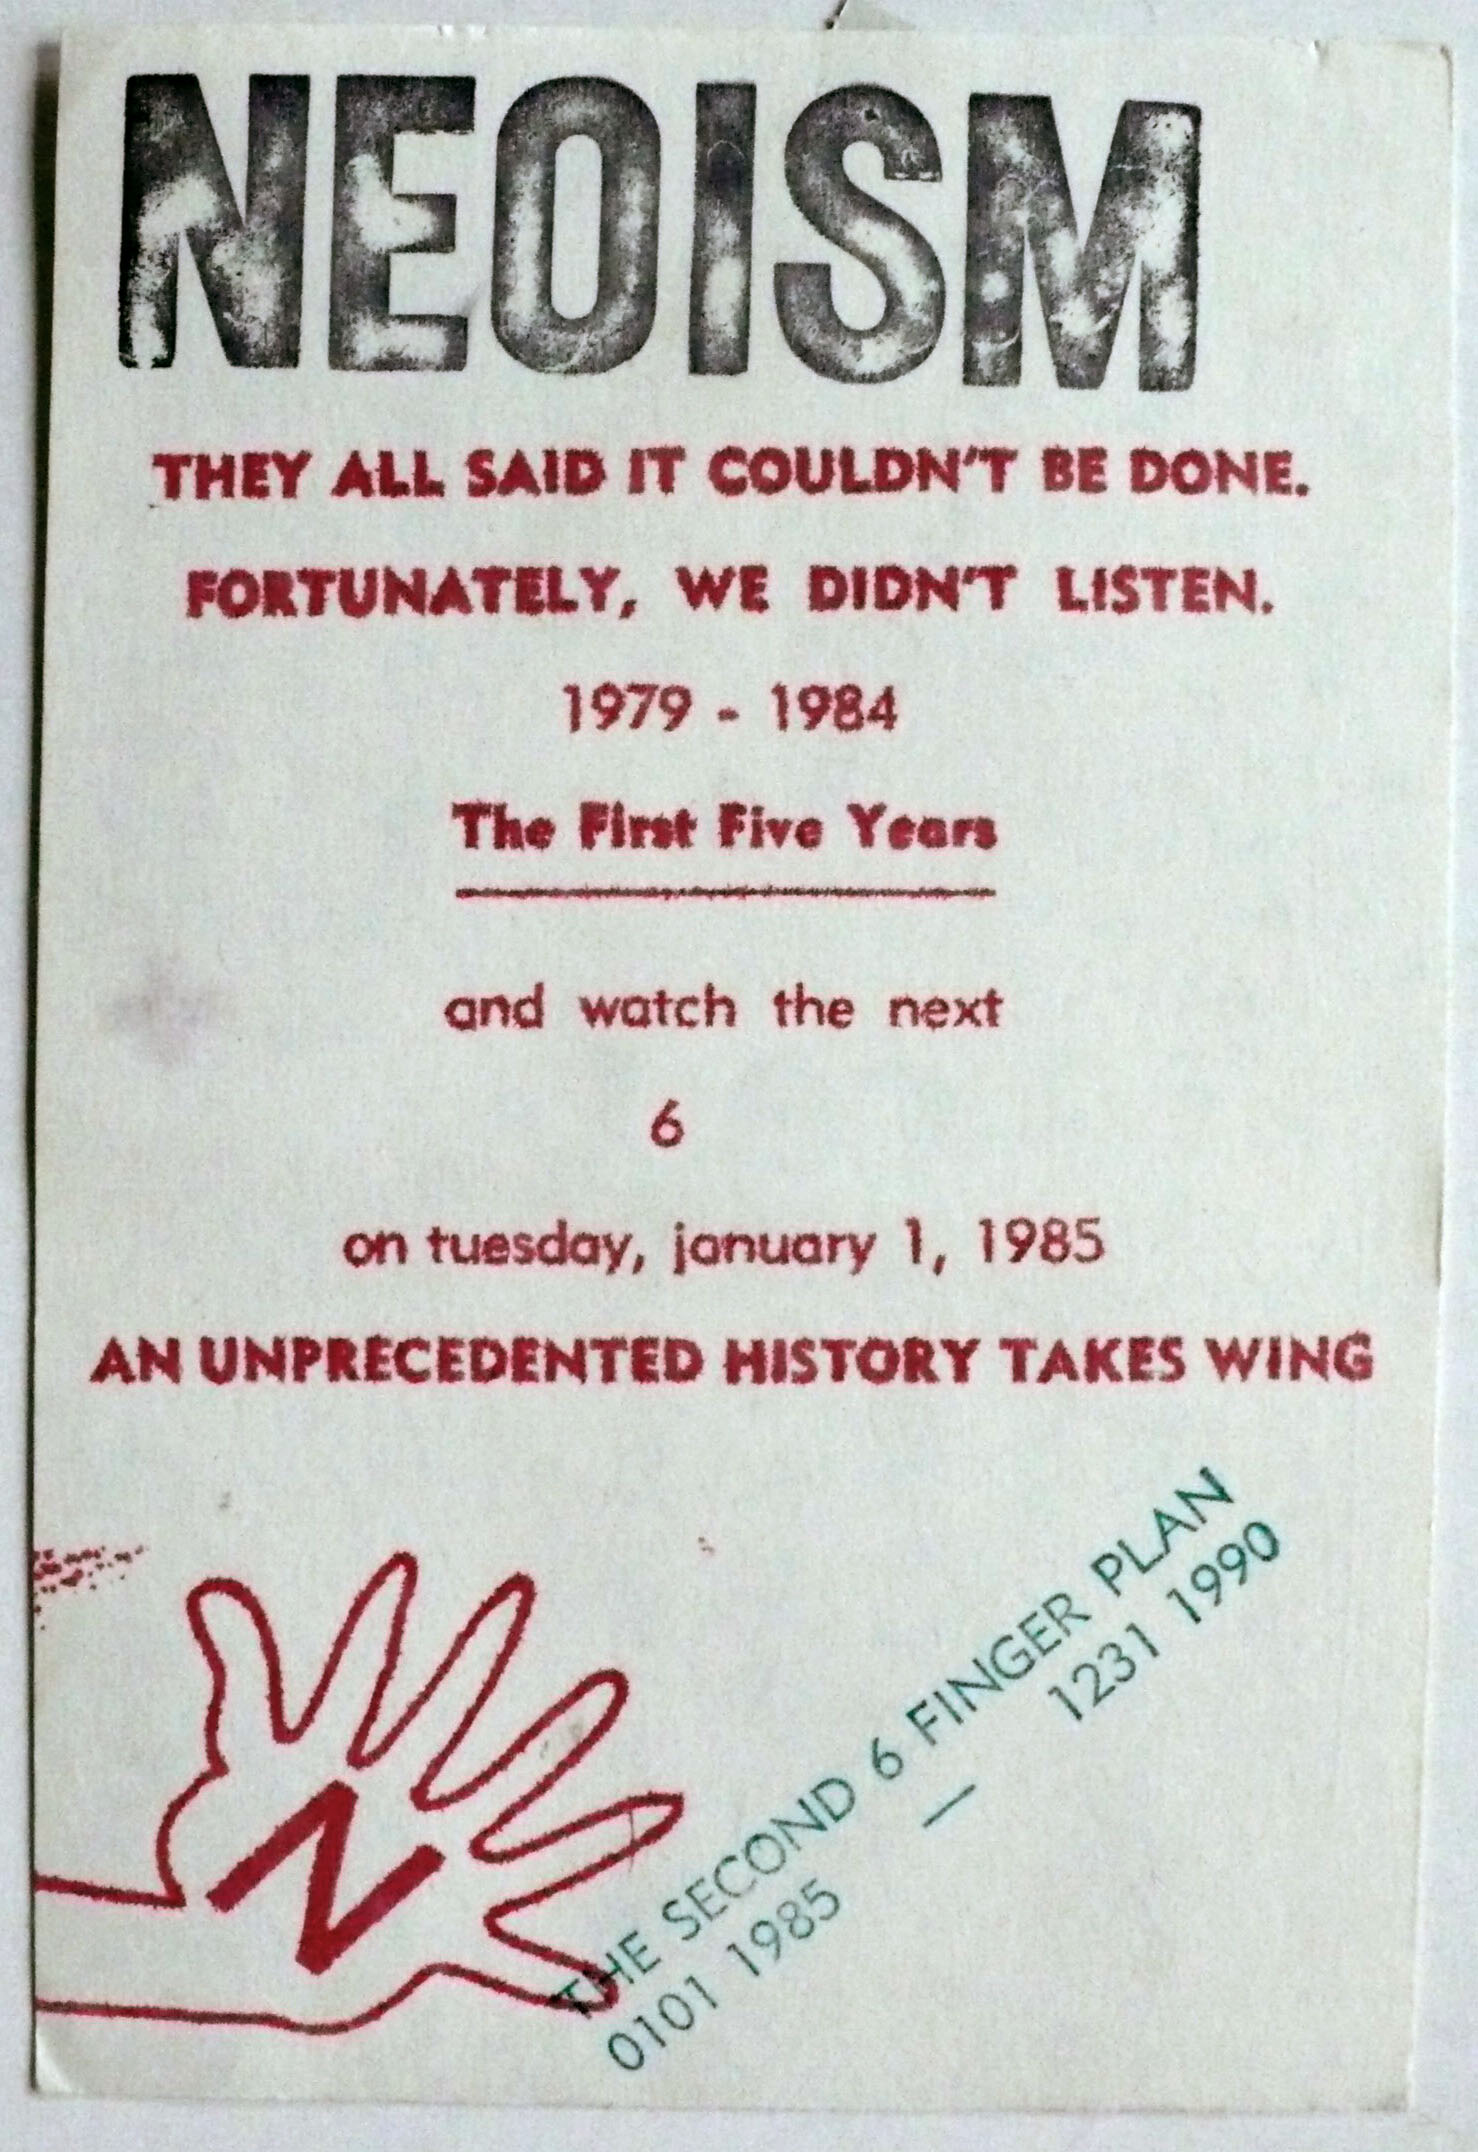 NEOISM
THEY ALL SAID IT COULDN'T BE DONE.
FORTUNATELY, WE DIDN'T LISTEN.
1979 - 1984
The First Five Years
and watch the next
6
on tuesday, january 1, 1985
AN UNPRECEDENTED HISTORY TAKES WING
N
THE SECOND 6 FINGER PLAN
0101 1985 — 1231 1990